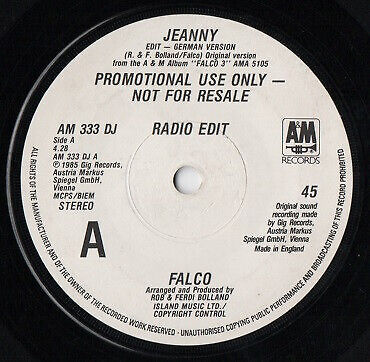 JEANNY
EDIT - GERMAN VERSION
(R. & F. Bolland/Falco) Original version
from the A & M Album "FALCO 3" AMA 5105
PROMOTIONAL USE ONLY —
NOT FOR RESALE
AM 333 DJ
RADIO EDIT
Side A
4.28
AM 333 DJ A
℗ 1985 Gig Records,
Austria Markus
Spiegel GmbH,
Vienna
MCPS/BIEM
STEREO
A&M
RECORDS
45
Original sound
recording made
by Gig Records,
Austria Markus
Spiegel GmbH, Vienna
Made in England
A
FALCO
Arranged and Produced by
ROB & FERDI BOLLAND
ISLAND MUSIC LTD./
COPYRIGHT CONTROL
ALL RIGHTS OF THE MANUFACTURER AND OF THE OWNER OF THE RECORDED WORK RESERVED - UNAUTHORISED COPYING PUBLIC PERFORMANCE AND BROADCASTING OF THIS RECORD PROHIBITED.